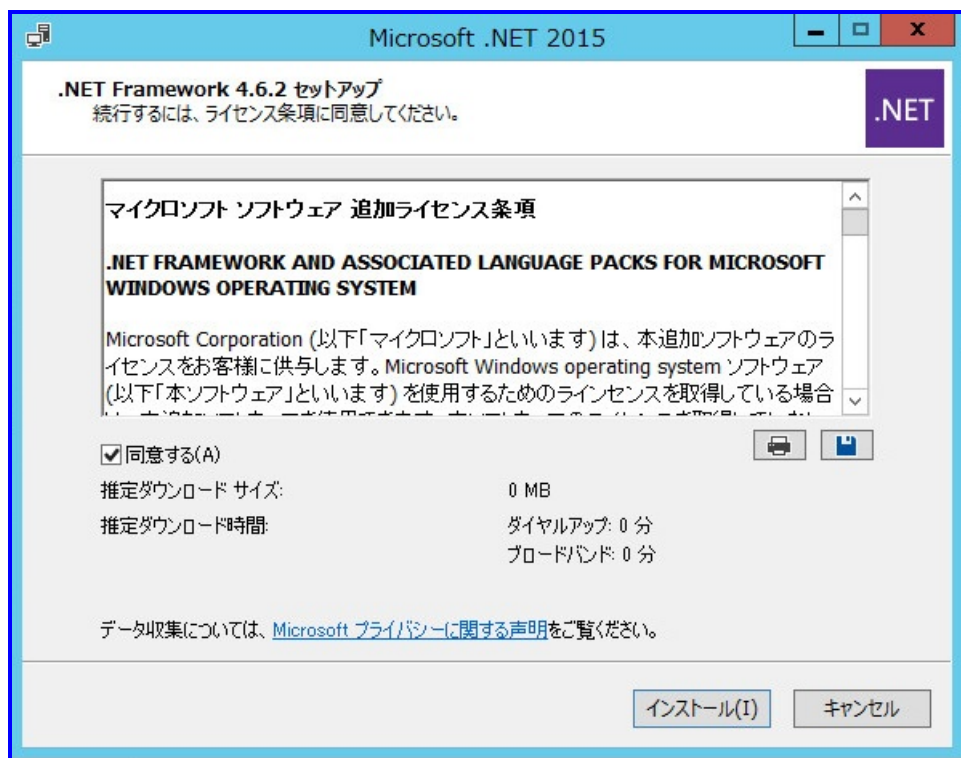 Microsoft .NET 2015
.NET Framework 4.6.2 セットアップ
続行するには、ライセンス条項に同意してください。
.NET
マイクロソフト ソフトウェア 追加ライセンス条項
.NET FRAMEWORK AND ASSOCIATED LANGUAGE PACKS FOR MICROSOFT
WINDOWS OPERATING SYSTEM
Microsoft Corporation (以下「マイクロソフト」といいます) は、本追加ソフトウェアのラ
イセンスをお客様に供与します。Microsoft Windows operating system ソフトウェア
(以下「本ソフトウェア」といいます) を使用するためのラインセンスを取得している場合
同意する(A)
推定ダウンロード サイズ:
0 MB
推定ダウンロード時間:
ダイヤルアップ: 0 分
ブロードバンド: 0 分
データ収集については、Microsoft プライバシーに関する声明をご覧ください。
インストール(I)
キャンセル